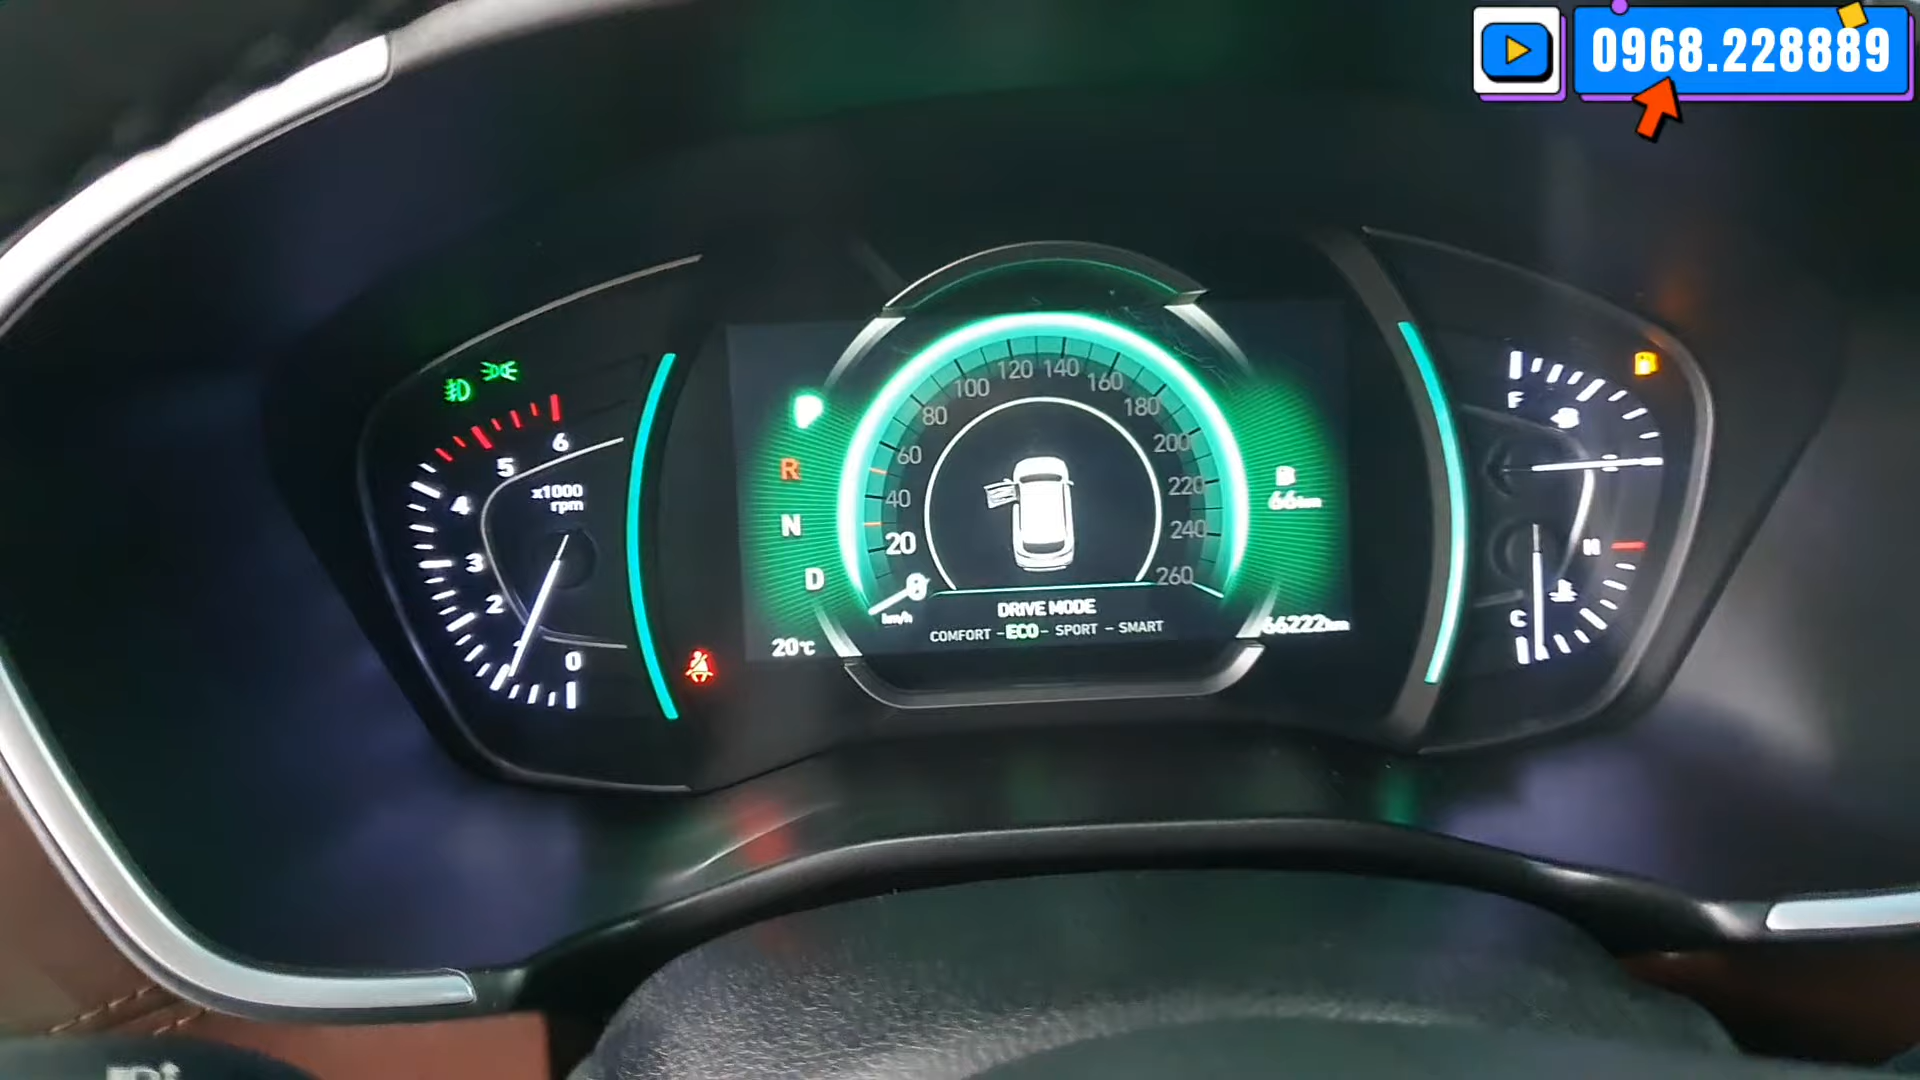 0968.228889
6
5
4
3
2
1
0
x1000
rpm
P
R
N
D
20°C
0
20
40
60
80
100
120
140
160
180
200
220
240
260
km/h
DRIVE MODE
COMFORT - ECO - SPORT - SMART
66km
66222km
F
H
C